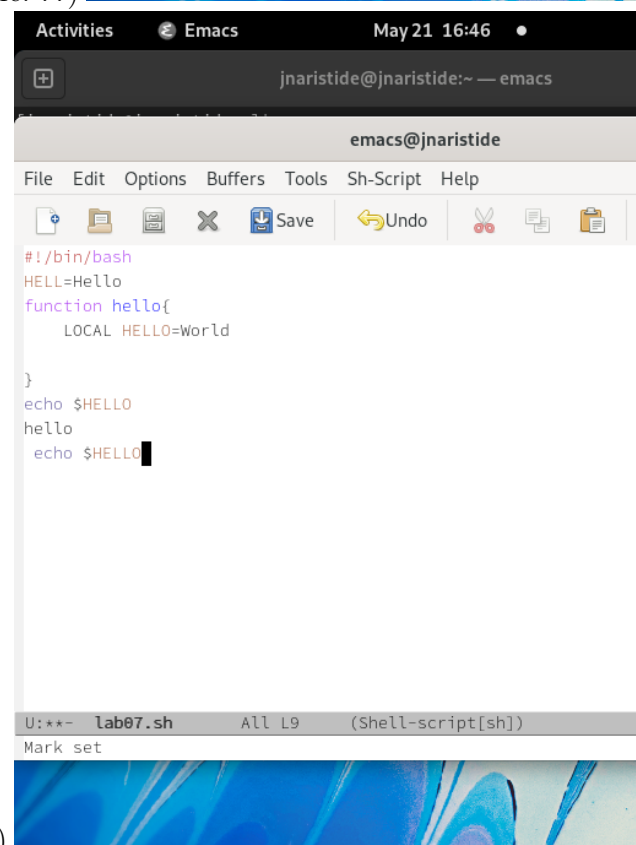 Activities Emacs May 21 16:46
jnaristide@jnaristide:~ — emacs
emacs@jnaristide
File Edit Options Buffers Tools Sh-Script Help
Save Undo
#!/bin/bash
HELL=Hello
function hello{
    LOCAL HELLO=World
}
echo $HELLO
hello
 echo $HELLO
U:**- lab07.sh All L9 (Shell-script[sh])
Mark set
)